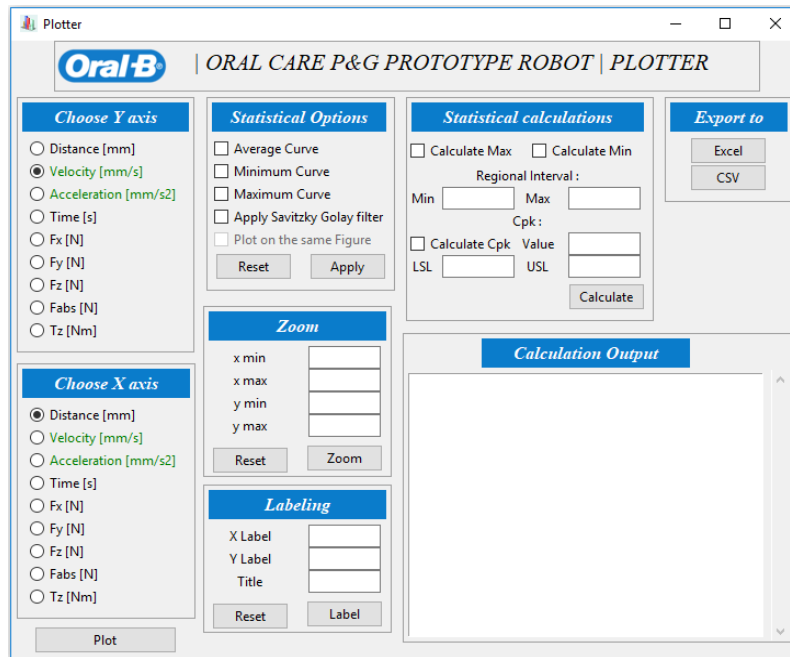 Plotter
Oral-B | ORAL CARE P&G PROTOTYPE ROBOT | PLOTTER
Choose Y axis
Distance [mm]
Velocity [mm/s]
Acceleration [mm/s2]
Time [s]
Fx [N]
Fy [N]
Fz [N]
Fabs [N]
Tz [Nm]
Choose X axis
Distance [mm]
Velocity [mm/s]
Acceleration [mm/s2]
Time [s]
Fx [N]
Fy [N]
Fz [N]
Fabs [N]
Tz [Nm]
Plot
Statistical Options
Average Curve
Minimum Curve
Maximum Curve
Apply Savitzky Golay filter
Plot on the same Figure
Reset Apply
Zoom
x min
x max
y min
y max
Reset Zoom
Labeling
X Label
Y Label
Title
Reset Label
Statistical calculations
Calculate Max Calculate Min
Regional Interval :
Min Max
Cpk :
Calculate Cpk Value
LSL USL
Calculate
Export to
Excel
CSV
Calculation Output